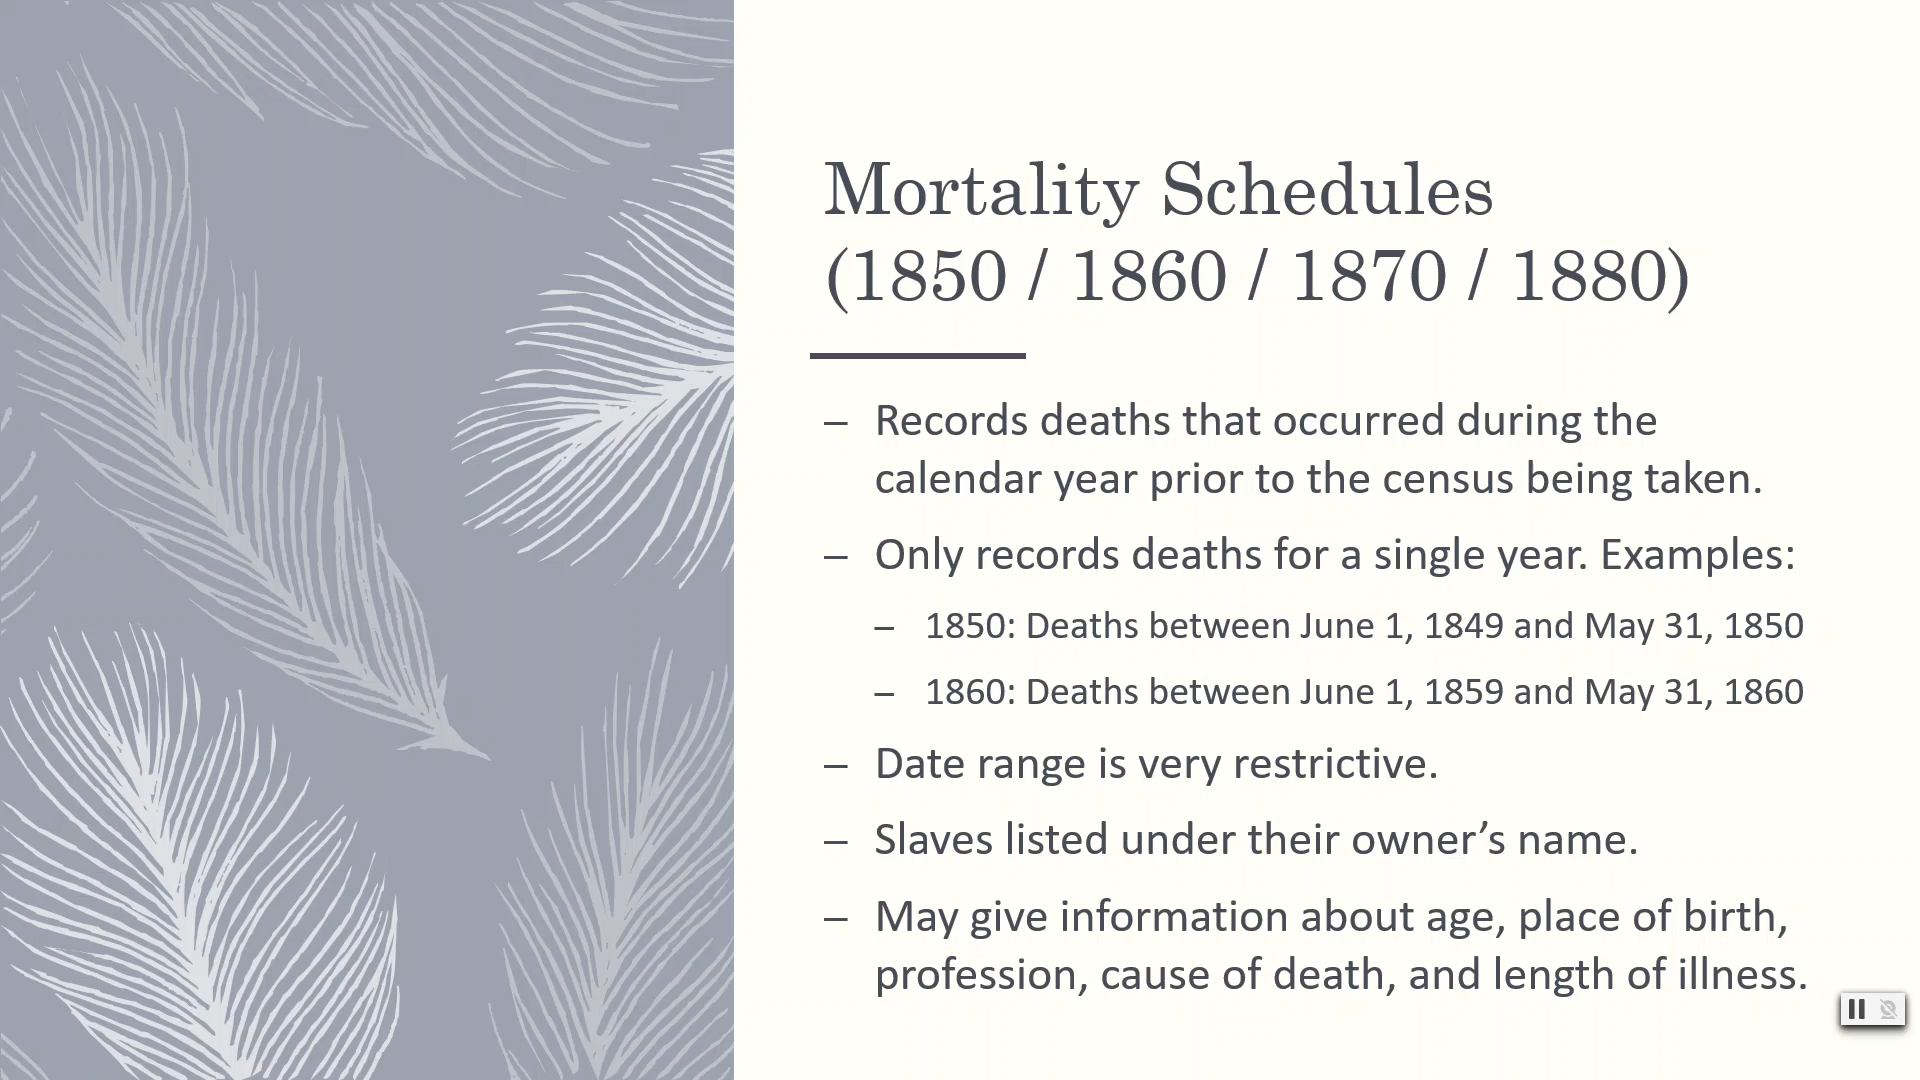 Mortality Schedules
(1850 / 1860 / 1870 / 1880)
– Records deaths that occurred during the
calendar year prior to the census being taken.
– Only records deaths for a single year. Examples:
– 1850: Deaths between June 1, 1849 and May 31, 1850
– 1860: Deaths between June 1, 1859 and May 31, 1860
– Date range is very restrictive.
– Slaves listed under their owner’s name.
– May give information about age, place of birth,
profession, cause of death, and length of illness.